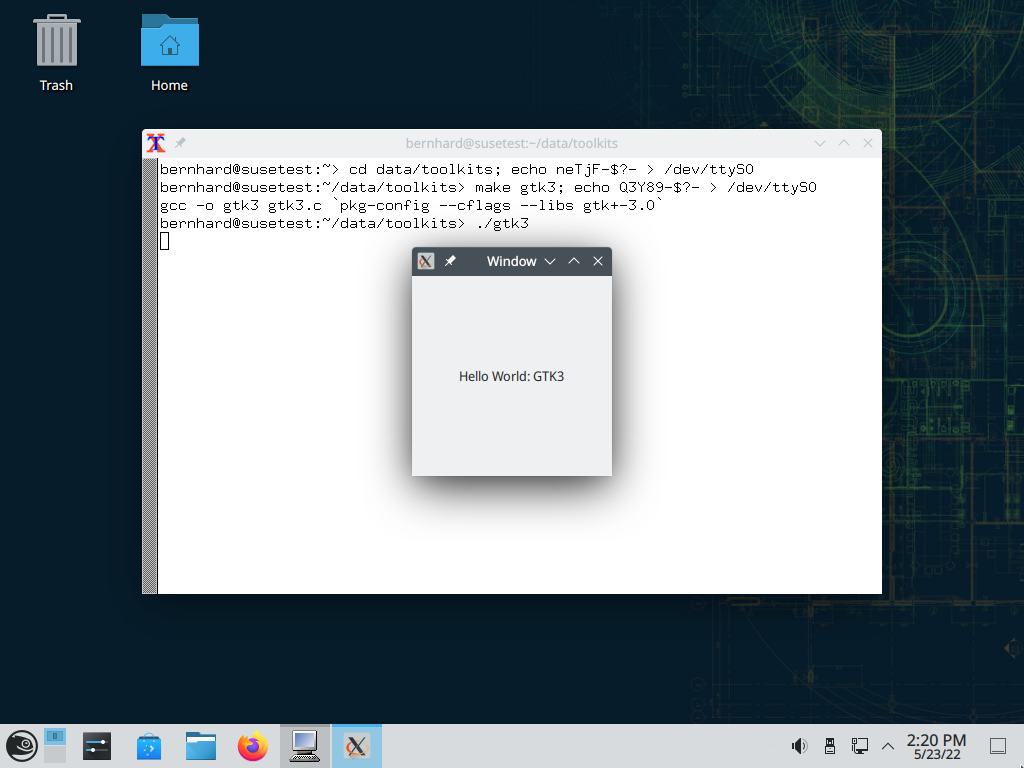 Trash
Home
bernhard@susetest:~/data/toolkits
bernhard@susetest:~> cd data/toolkits; echo neTjF-$?- > /dev/ttyS0
bernhard@susetest:~/data/toolkits> make gtk3; echo Q3Y89-$?- > /dev/ttyS0
gcc -o gtk3 gtk3.c `pkg-config --cflags --libs gtk+-3.0`
bernhard@susetest:~/data/toolkits> ./gtk3
Window
Hello World: GTK3
2:20 PM
5/23/22